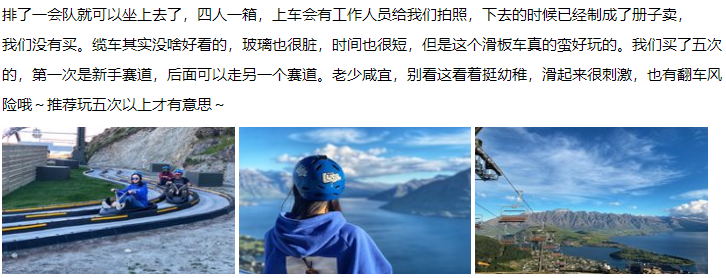 排了一会队就可以坐上去了，四人一箱，上车会有工作人员给我们拍照，下去的时候已经制成了册子卖，
我们没有买。缆车其实没啥好看的，玻璃也很脏，时间也很短，但是这个滑板车真的蛮好玩的。我们买了五次
的，第一次是新手赛道，后面可以走另一个赛道。老少咸宜，别看这看着挺幼稚，滑起来很刺激，也有翻车风
险哦～推荐玩五次以上才有意思～